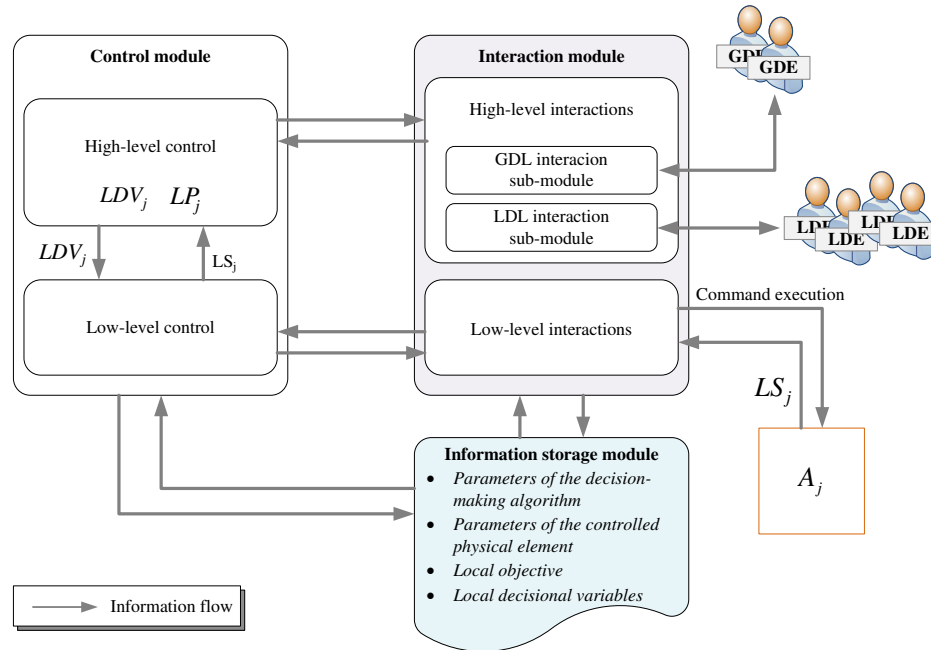 Control module
High-level control
LDV_j LP_j
LDV_j
LS_j
Low-level control
Interaction module
High-level interactions
GDL interacion
sub-module
LDL interaction
sub-module
Low-level interactions
GDE
GDE
LDE
LDE
LDE
LDE
Command execution
LS_j
A_j
Information storage module
• Parameters of the decision-
making algorithm
• Parameters of the controlled
physical element
• Local objective
• Local decisional variables
Information flow